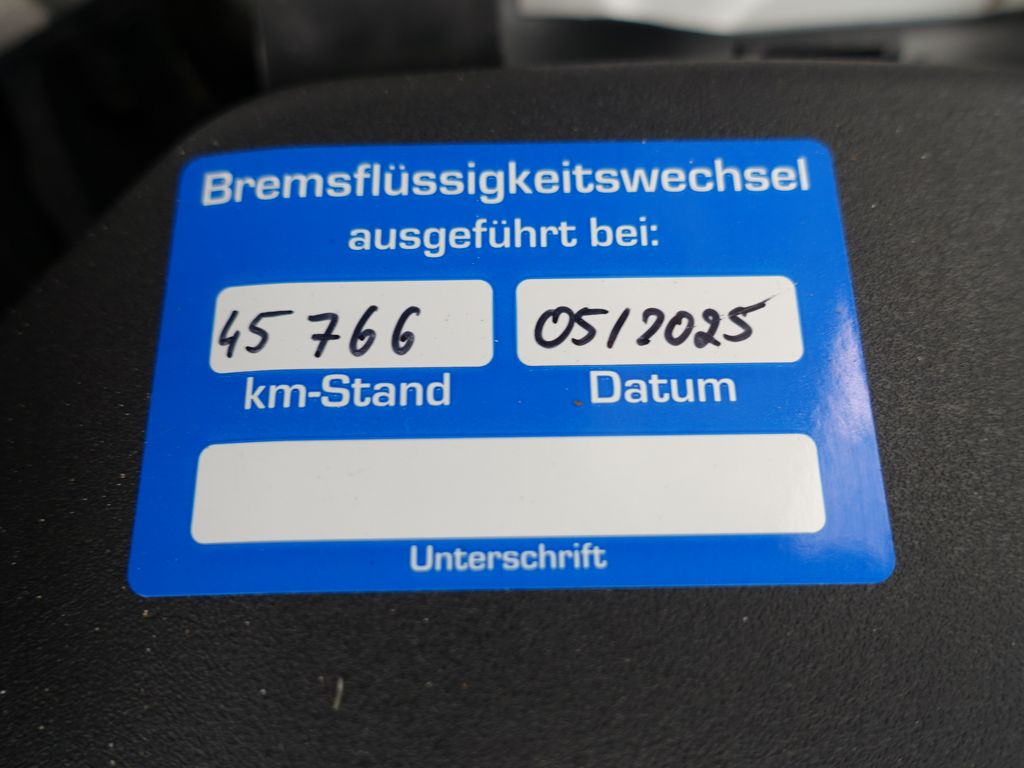 Bremsflüssigkeitswechsel
ausgeführt bei:
45 766 05/2025
km-Stand Datum
Unterschrift